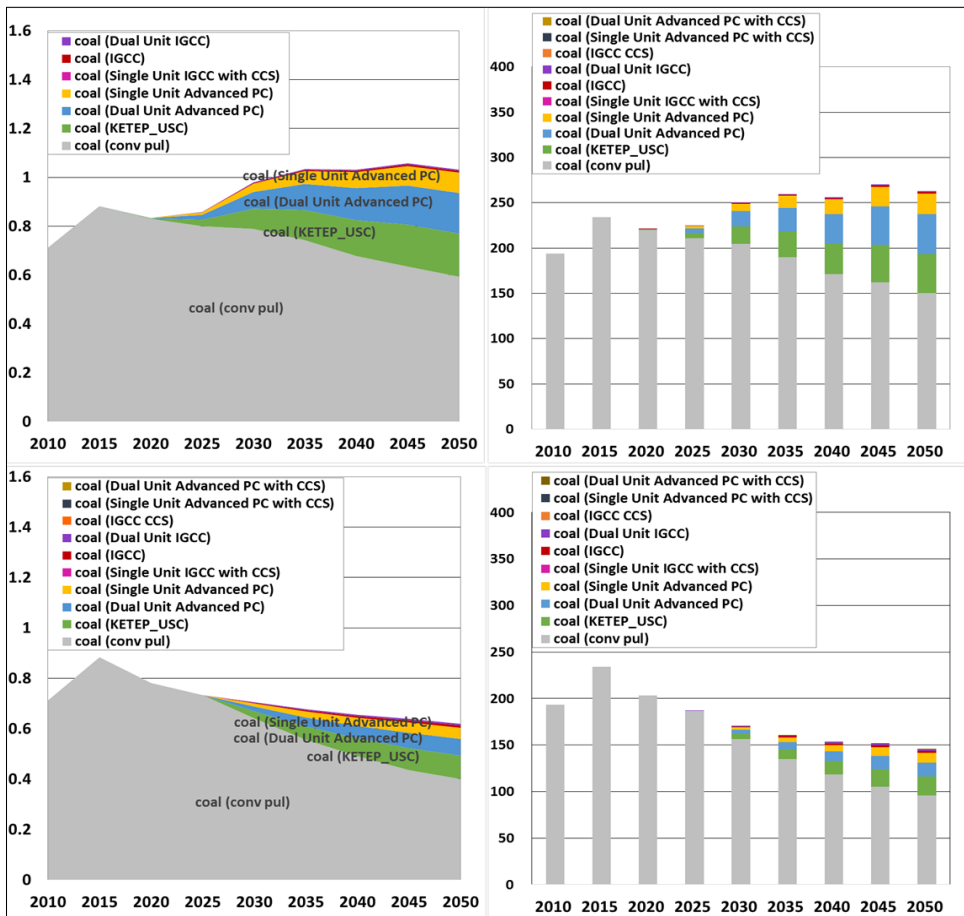 1.6
1.4
1.2
1
0.8
0.6
0.4
0.2
0
coal (Dual Unit IGCC)
coal (IGCC)
coal (Single Unit IGCC with CCS)
coal (Single Unit Advanced PC)
coal (Dual Unit Advanced PC)
coal (KETEP_USC)
coal (conv pul)
coal (Single Unit Advanced PC)
coal (Dual Unit Advanced PC)
coal (KETEP_USC)
coal (conv pul)
2010 2015 2020 2025 2030 2035 2040 2045 2050
coal (Dual Unit Advanced PC with CCS)
coal (Single Unit Advanced PC with CCS)
coal (IGCC CCS)
coal (Dual Unit IGCC)
coal (IGCC)
coal (Single Unit IGCC with CCS)
coal (Single Unit Advanced PC)
coal (Dual Unit Advanced PC)
coal (KETEP_USC)
coal (conv pul)
400
350
300
250
200
150
100
50
0
2010 2015 2020 2025 2030 2035 2040 2045 2050
1.6
1.4
1.2
1
0.8
0.6
0.4
0.2
0
coal (Dual Unit Advanced PC with CCS)
coal (Single Unit Advanced PC with CCS)
coal (IGCC CCS)
coal (Dual Unit IGCC)
coal (IGCC)
coal (Single Unit IGCC with CCS)
coal (Single Unit Advanced PC)
coal (Dual Unit Advanced PC)
coal (KETEP_USC)
coal (conv pul)
coal (Single Unit Advanced PC)
coal (Dual Unit Advanced PC)
coal (KETEP_USC)
coal (conv pul)
2010 2015 2020 2025 2030 2035 2040 2045 2050
coal (Dual Unit Advanced PC with CCS)
coal (Single Unit Advanced PC with CCS)
coal (IGCC CCS)
coal (Dual Unit IGCC)
coal (IGCC)
coal (Single Unit IGCC with CCS)
coal (Single Unit Advanced PC)
coal (Dual Unit Advanced PC)
coal (KETEP_USC)
coal (conv pul)
400
350
300
250
200
150
100
50
0
2010 2015 2020 2025 2030 2035 2040 2045 2050